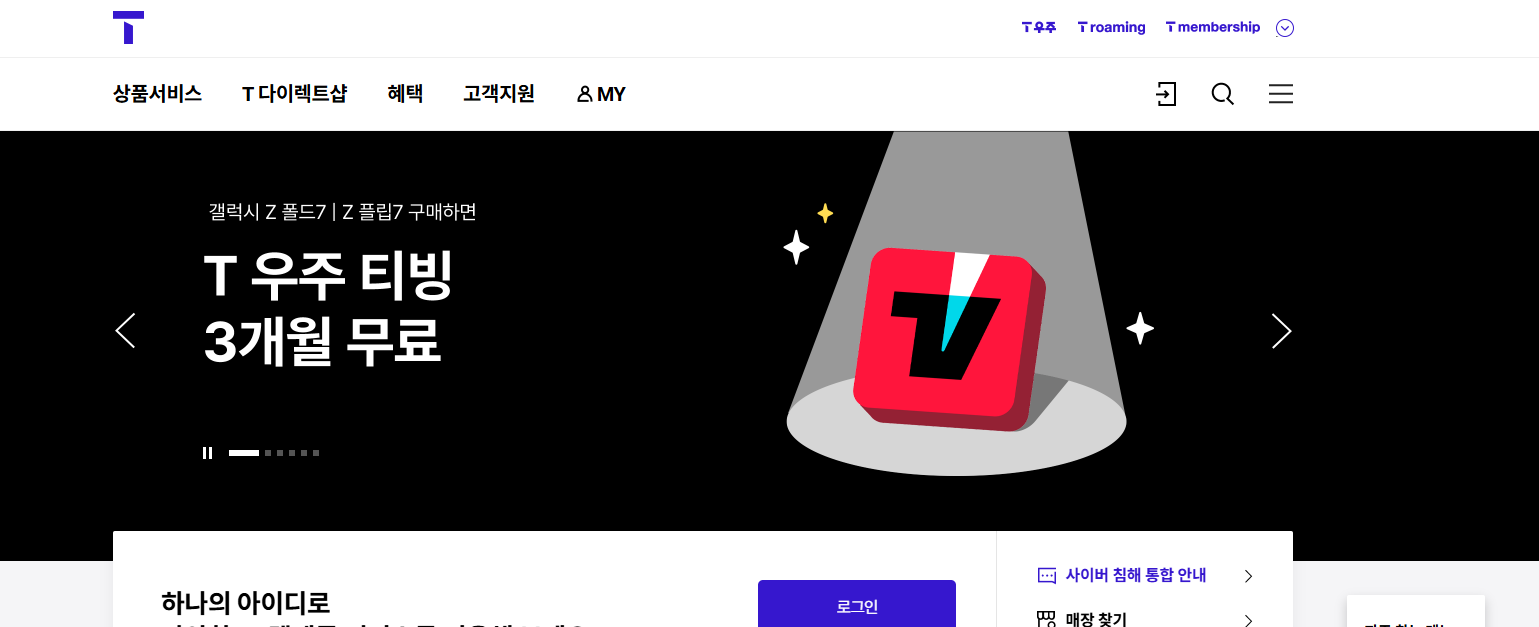 T
T우주 T roaming T membership
상품서비스 T 다이렉트샵 혜택 고객지원 MY
갤럭시 Z 폴드7 | Z 플립7 구매하면
T 우주 티빙
3개월 무료
하나의 아이디로
로그인
사이버 침해 통합 안내
매장 찾기